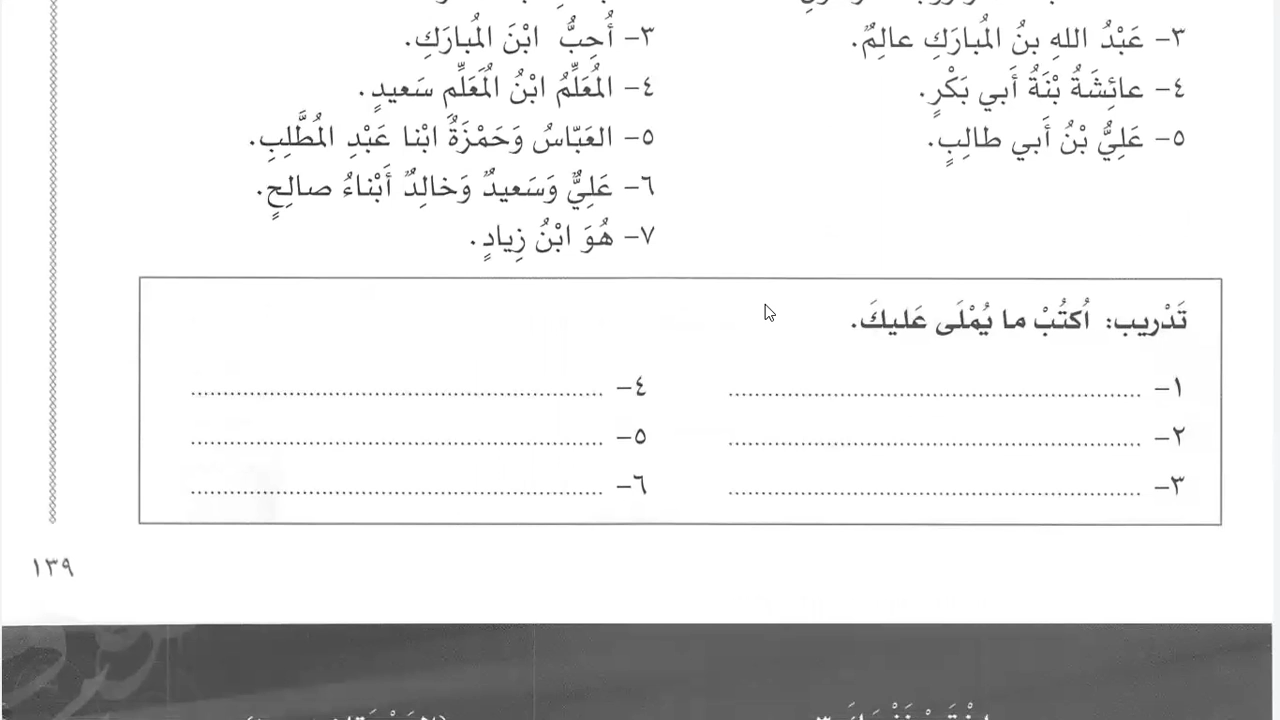 ٣- عَبْدُ اللهِ بنُ المُبارَكِ عالِمٌ.
٤- عائِشَةُ بْنَةُ أَبي بَكْرٍ.
٥- عَلِيُّ بْنُ أَبي طالِبٍ.
٣- أُحِبُّ ابْنَ المُبارَكِ.
٤- المُعَلِّمُ ابْنُ المُعَلِّمِ سَعيدٍ.
٥- العَبّاسُ وَحَمْزَةُ ابْنا عَبْدِ المُطَّلِبِ.
٦- عَلِيٌّ وَسَعيدٌ وَخالِدٌ أَبْناءُ صالِحٍ.
٧- هُوَ ابْنُ زِيادٍ.
تَدْريب: اُكتُبْ ما يُمْلَى عَليكَ.
١- ..........
٢- ..........
٣- ..........
٤- ..........
٥- ..........
٦- ..........
١٣٩